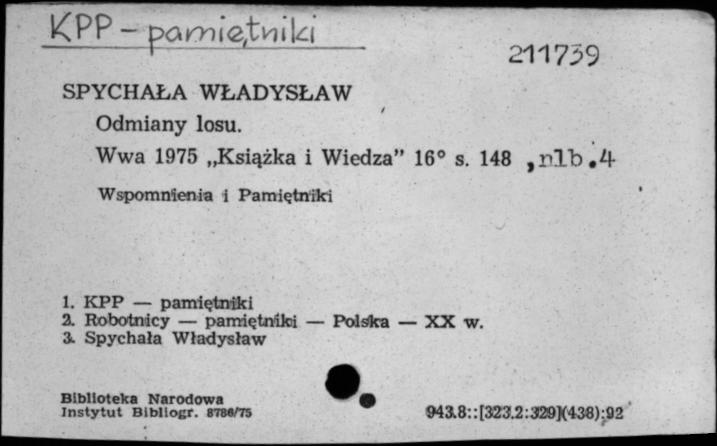 KPP – pamiętniki
211739
SPYCHAŁA WŁADYSŁAW
Odmiany losu.
Wwa 1975 „Książka i Wiedza” 16° s. 148 ,nlb.4
Wspomnienia i Pamiętniki
1. KPP — pamiętniki
2. Robotnicy — pamiętniki — Polska — XX w.
3. Spychała Władysław
Biblioteka Narodowa
Instytut Bibliogr. 8786/75
943.8::[323.2:329](438):92